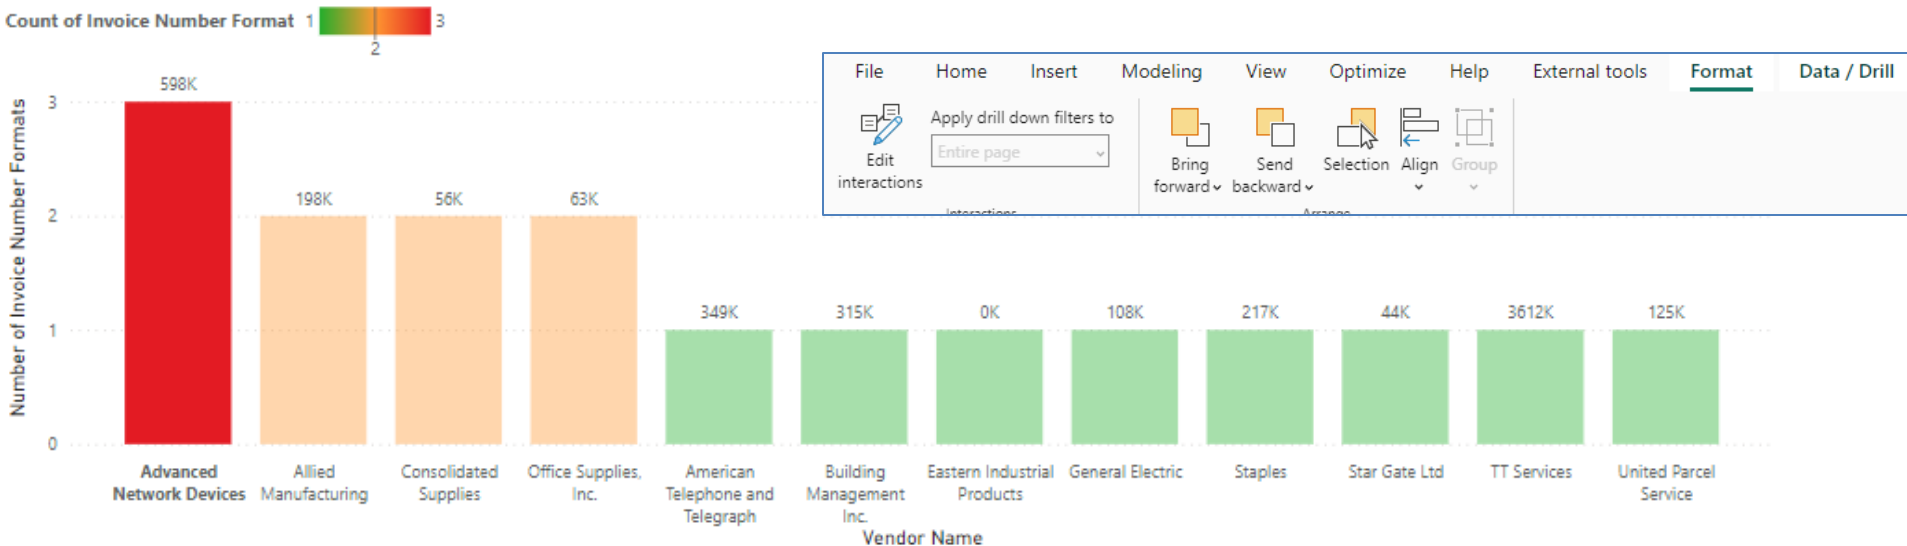 Count of Invoice Number Format 1 3
2
File Home Insert Modeling View Optimize Help External tools Format Data / Drill
Apply drill down filters to
Entire page
Edit
interactions
Bring
forward
Send
backward
Selection
Align
Group
Interactions
Arrange
Number of Invoice Number Formats
3
2
1
0
598K
198K
56K
63K
349K
315K
0K
108K
217K
44K
3612K
125K
Advanced
Network Devices
Allied
Manufacturing
Consolidated
Supplies
Office Supplies,
Inc.
American
Telephone and
Telegraph
Building
Management
Inc.
Eastern Industrial
Products
General Electric
Staples
Star Gate Ltd
TT Services
United Parcel
Service
Vendor Name